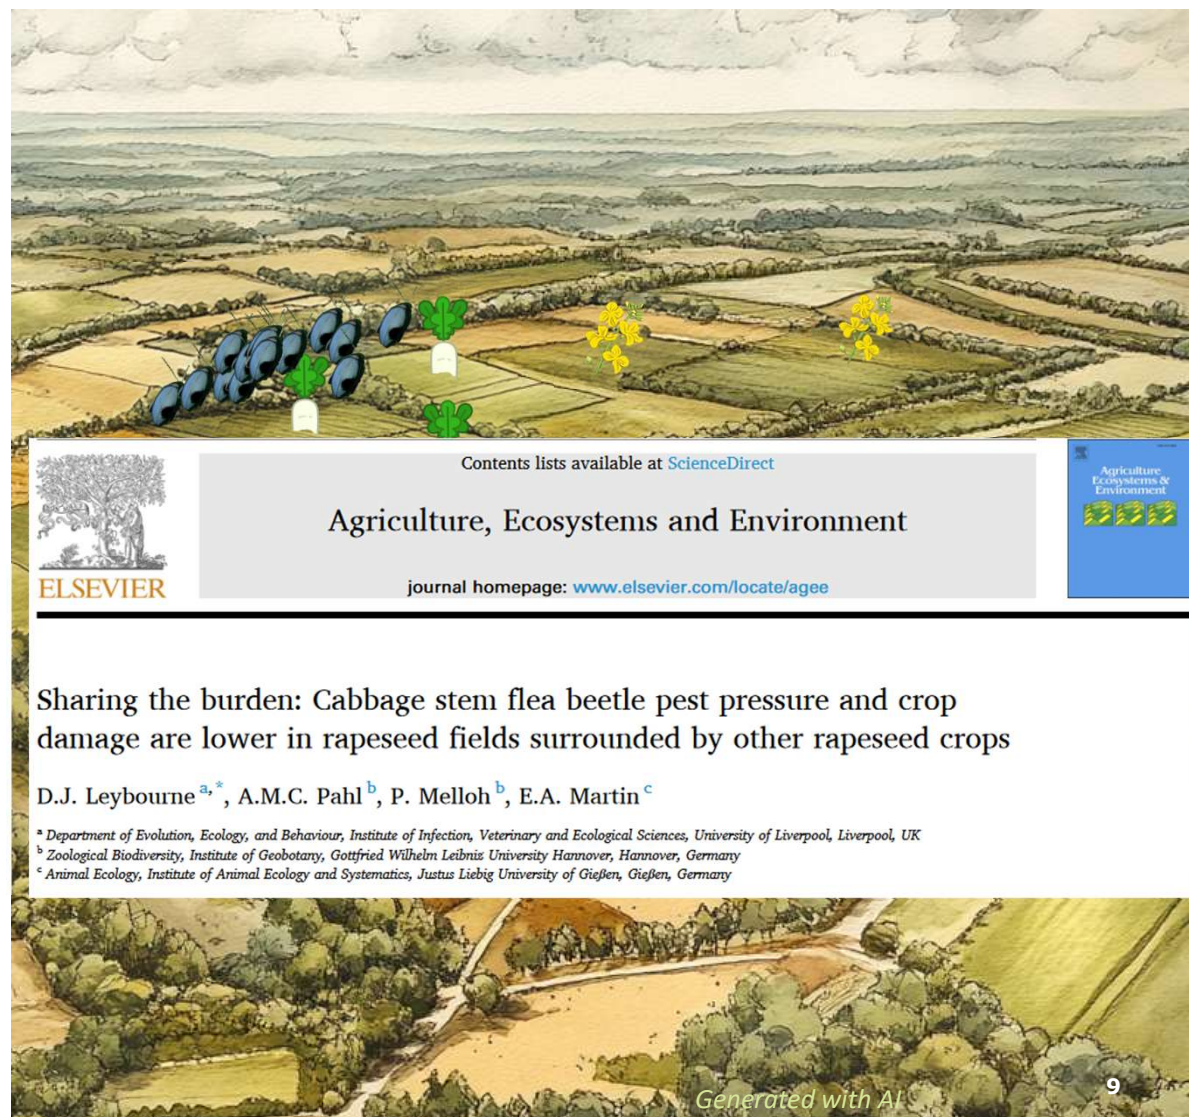 Contents lists available at ScienceDirect
Agriculture, Ecosystems and Environment
journal homepage: www.elsevier.com/locate/agee
ELSEVIER
Agriculture
Ecosystems &
Environment
Sharing the burden: Cabbage stem flea beetle pest pressure and crop
damage are lower in rapeseed fields surrounded by other rapeseed crops
D.J. Leybourne a,*, A.M.C. Pahl b, P. Melloh b, E.A. Martin c
a Department of Evolution, Ecology, and Behaviour, Institute of Infection, Veterinary and Ecological Sciences, University of Liverpool, Liverpool, UK
b Zoological Biodiversity, Institute of Geobotany, Gottfried Wilhelm Leibniz University Hannover, Hannover, Germany
c Animal Ecology, Institute of Animal Ecology and Systematics, Justus Liebig University of Gießen, Gießen, Germany
9
Generated with AI